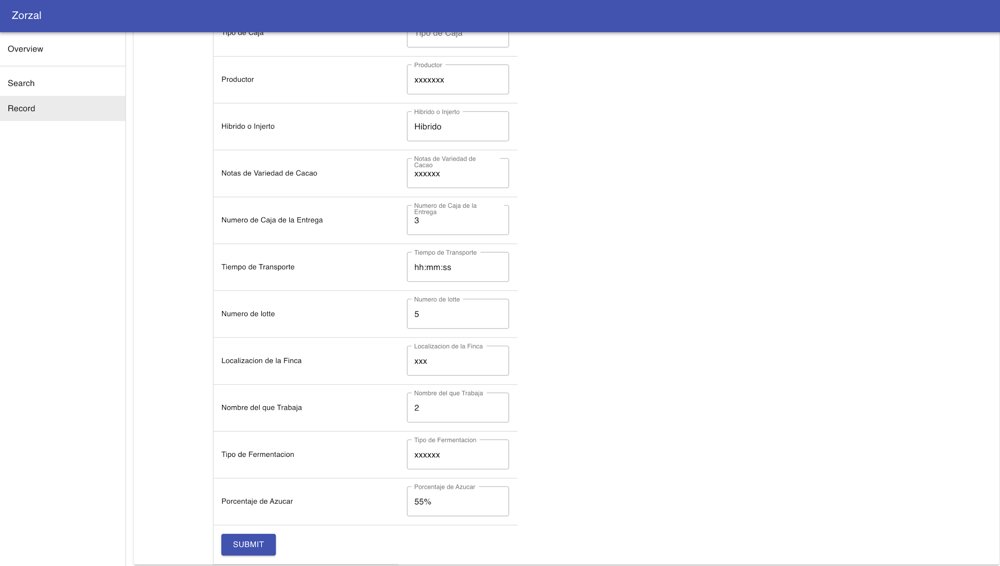 Zorzal
Overview
Search
Record
Tipo de Caja
Tipo de Caja
Productor
Productor
xxxxxxx
Hibrido o Injerto
Hibrido o Injerto
Hibrido
Notas de Variedad de Cacao
Notas de Variedad de
Cacao
xxxxxx
Numero de Caja de la Entrega
Numero de Caja de la
Entrega
3
Tiempo de Transporte
Tiempo de Transporte
hh:mm:ss
Numero de lotte
Numero de lotte
5
Localizacion de la Finca
Localizacion de la Finca
xxx
Nombre del que Trabaja
Nombre del que Trabaja
2
Tipo de Fermentacion
Tipo de Fermentacion
xxxxxx
Porcentaje de Azucar
Porcentaje de Azucar
55%
SUBMIT